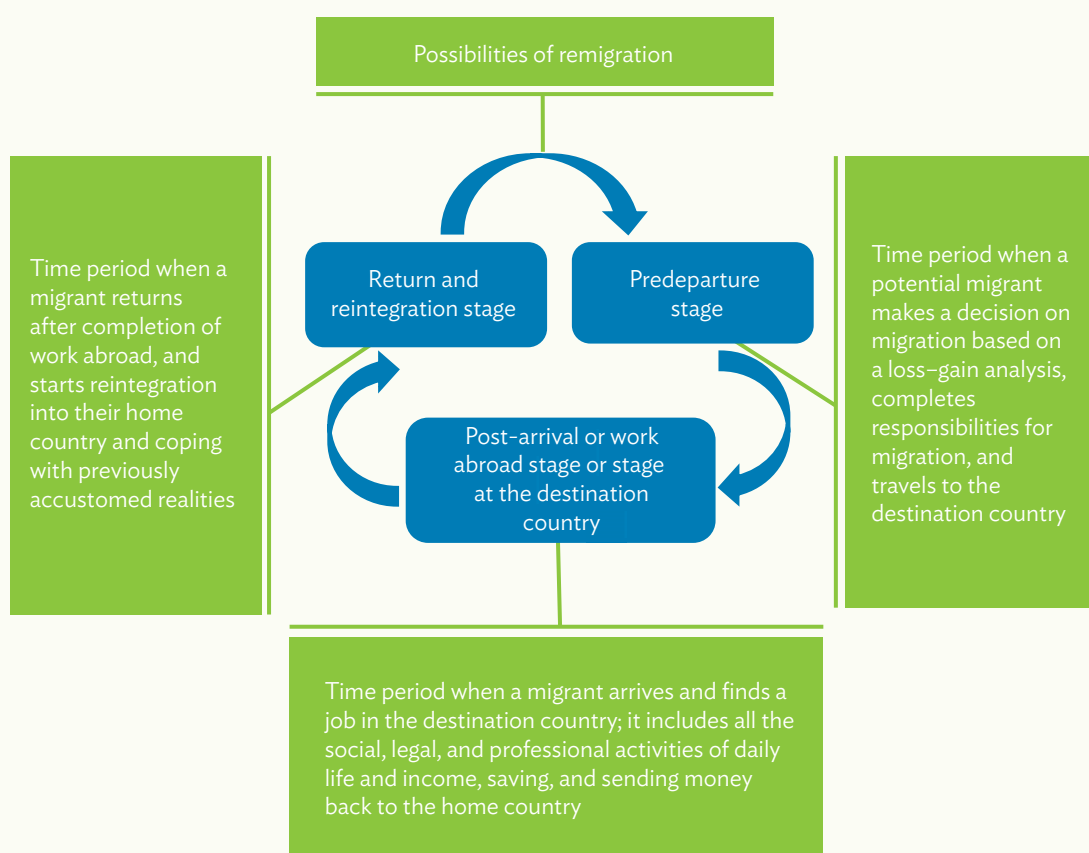 Possibilities of remigration
Return and
reintegration stage
Predeparture
stage
Post-arrival or work
abroad stage or stage
at the destination
country
Time period when a
migrant returns
after completion of
work abroad, and
starts reintegration
into their home
country and coping
with previously
accustomed realities
Time period when a
potential migrant
makes a decision on
migration based on
a loss–gain analysis,
completes
responsibilities for
migration, and
travels to the
destination country
Time period when a migrant arrives and finds a
job in the destination country; it includes all the
social, legal, and professional activities of daily
life and income, saving, and sending money
back to the home country